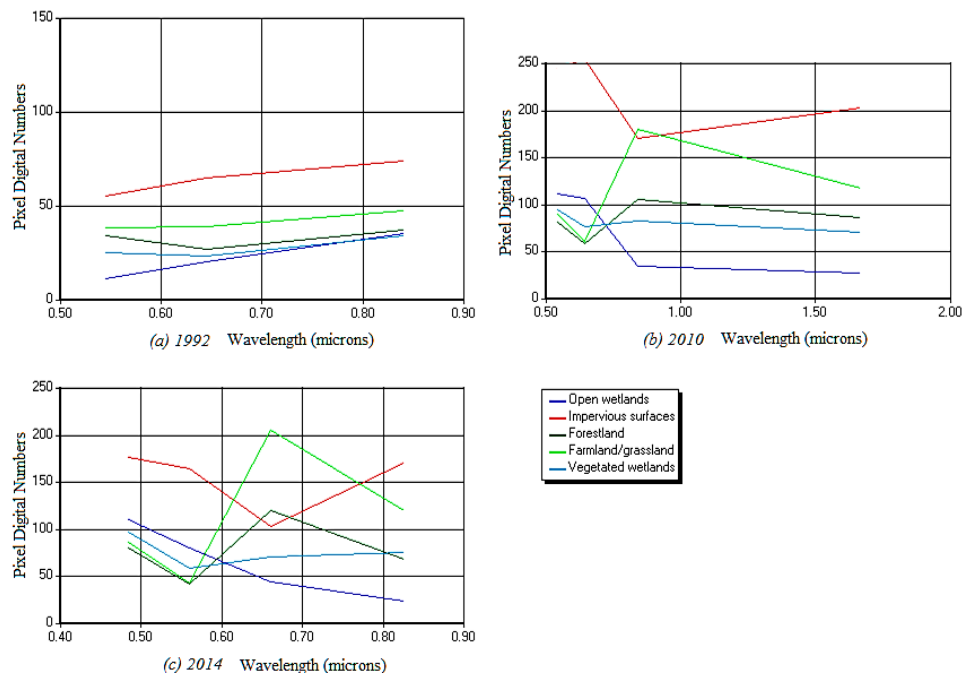 150
100
50
0
0.50
0.60
0.70
0.80
0.90
Pixel Digital Numbers
(a) 1992 Wavelength (microns)
250
200
150
100
50
0
0.50
1.00
1.50
2.00
Pixel Digital Numbers
(b) 2010 Wavelength (microns)
250
200
150
100
50
0
0.40
0.50
0.60
0.70
0.80
0.90
Pixel Digital Numbers
(c) 2014 Wavelength (microns)
Open wetlands
Impervious surfaces
Forestland
Farmland/grassland
Vegetated wetlands